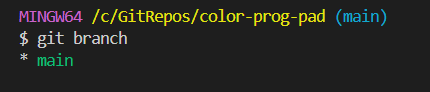 MINGW64 /c/GitRepos/color-prog-pad (main)
$ git branch
* main